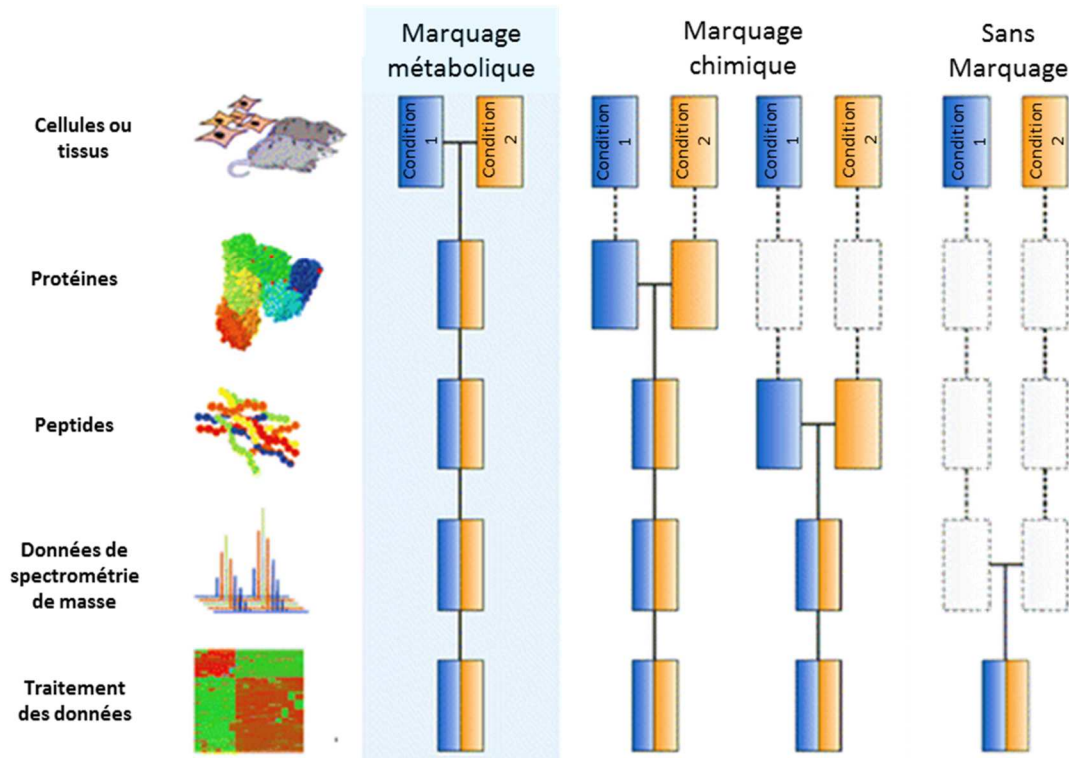 Marquage
métabolique
Marquage
chimique
Sans
Marquage
Cellules ou
tissus
Condition
1
Condition
2
Condition
1
Condition
2
Condition
1
Condition
2
Condition
1
Condition
2
Protéines
Peptides
Données de
spectrométrie
de masse
Traitement
des données